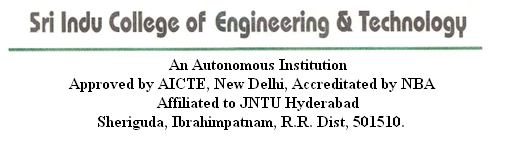 Sri Indu College of Engineering & Technology
An Autonomous Institution
Approved by AICTE, New Delhi, Accreditated by NBA
Affiliated to JNTU Hyderabad
Sheriguda, Ibrahimpatnam, R.R. Dist, 501510.